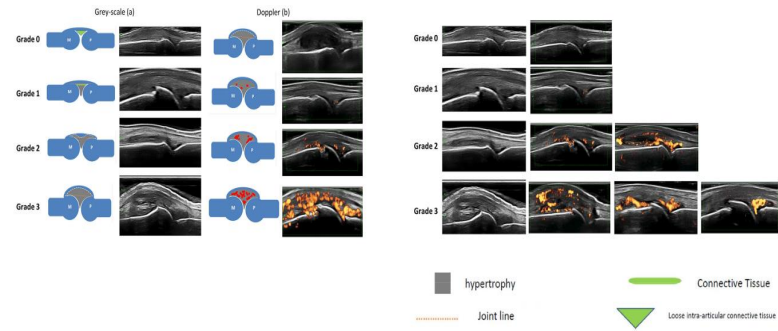 Grey-scale (a) Doppler (b)
Grade 0 M P Grade 0
Grade 1 M P Grade 1
Grade 2 M P Grade 2
Grade 3 M P M P Grade 3
hypertrophy Connective Tissue
Joint line Loose intra-articular connective tissue